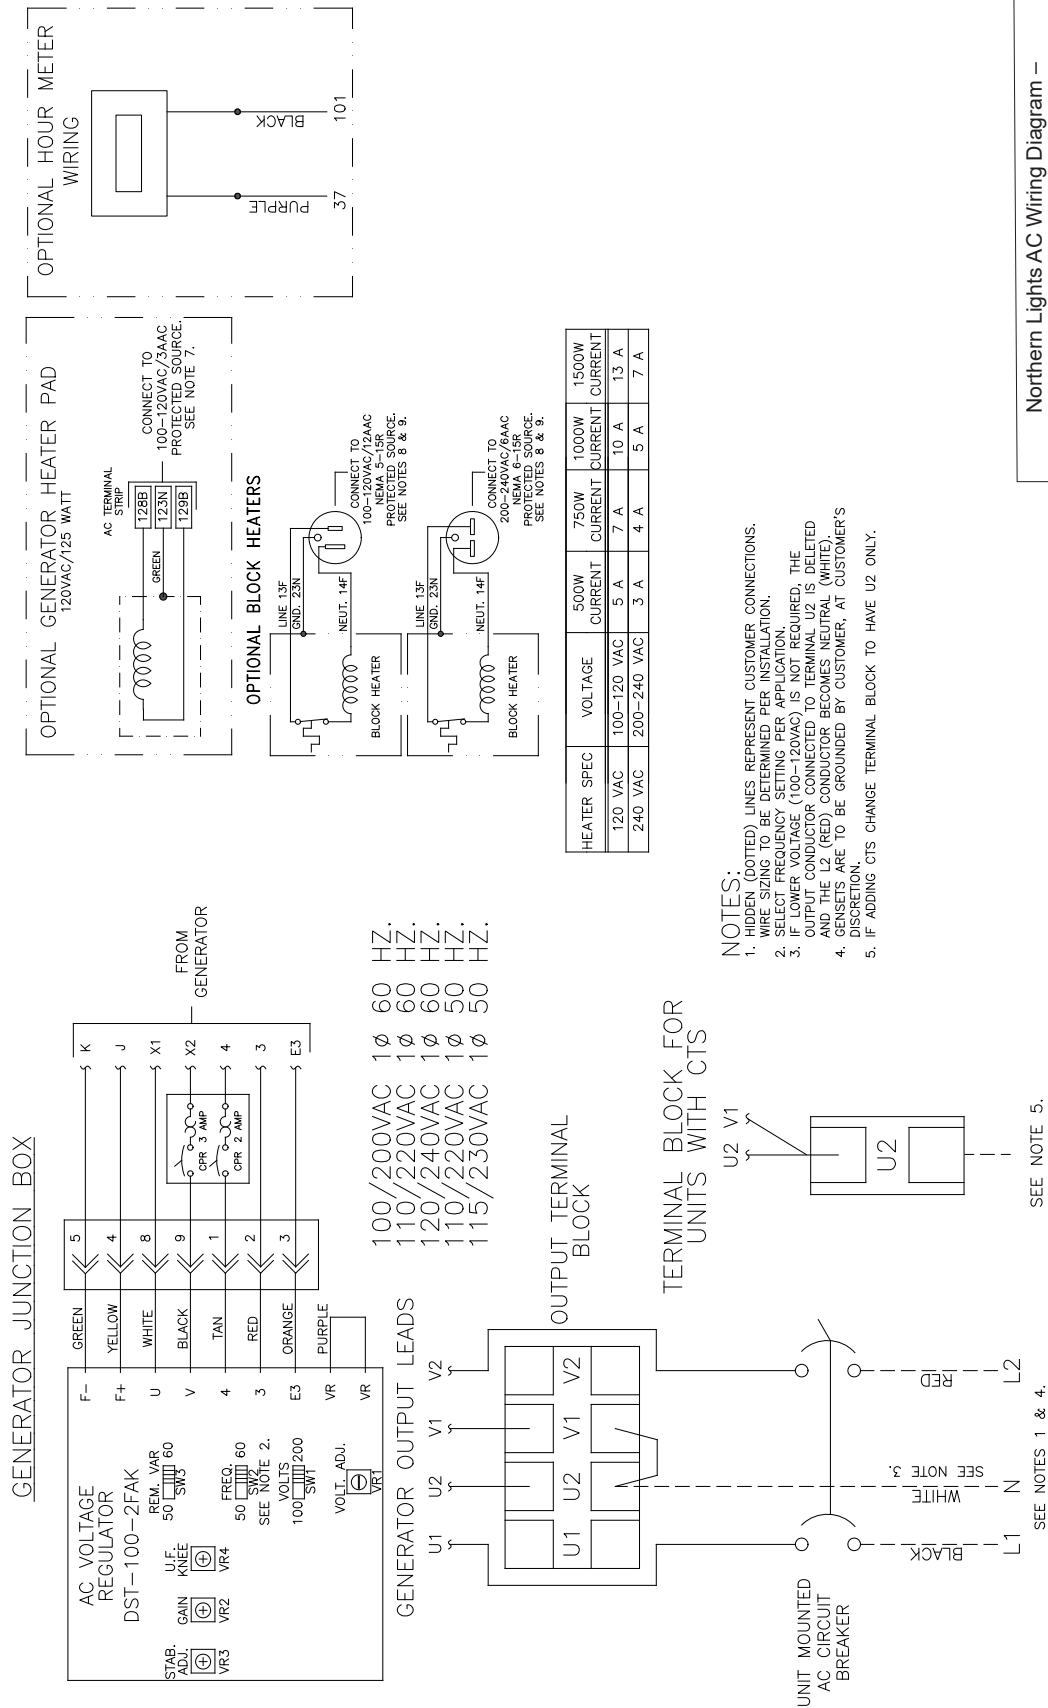 GENERATOR JUNCTION BOX
AC VOLTAGE
REGULATOR
DST-100-2FAK
STAB.
ADJ.
VR3
GAIN
VR2
U.F.
KNEE
VR4
REM. VAR
50 60
SW3
FREQ.
50 60
SW2
SEE NOTE 2.
VOLTS
100 200
SW1
VOLT. ADJ.
VR1
F- GREEN 5 K
F+ YELLOW 4 J
U WHITE 8 X1
V BLACK 9 CPR 3 AMP X2
4 TAN 1 CPR 2 AMP 4
3 RED 2 3
E3 ORANGE 3 E3
VR PURPLE
VR
FROM
GENERATOR
100/200VAC 1Ø 60 HZ.
110/220VAC 1Ø 60 HZ.
120/240VAC 1Ø 60 HZ.
110/220VAC 1Ø 50 HZ.
115/230VAC 1Ø 50 HZ.
GENERATOR OUTPUT LEADS
U1 U2 V1 V2
U1 U2 V1 V2
OUTPUT TERMINAL
BLOCK
UNIT MOUNTED
AC CIRCUIT
BREAKER
BLACK
WHITE
SEE NOTE 3.
RED
L1 N L2
SEE NOTES 1 & 4.
TERMINAL BLOCK FOR
UNITS WITH CTS
U2 V1
U2
SEE NOTE 5.
OPTIONAL GENERATOR HEATER PAD
120VAC/125 WATT
AC TERMINAL
STRIP
128B
123N
129B
GREEN
CONNECT TO
100-120VAC/3AAC
PROTECTED SOURCE.
SEE NOTE 7.
OPTIONAL HOUR METER
WIRING
PURPLE
BLACK
37
101
OPTIONAL BLOCK HEATERS
LINE 13F
GND. 23N
NEUT. 14F
BLOCK HEATER
CONNECT TO
100-120VAC/12AAC
NEMA 5-15R
PROTECTED SOURCE.
SEE NOTES 8 & 9.
LINE 13F
GND. 23N
NEUT. 14F
BLOCK HEATER
CONNECT TO
200-240VAC/6AAC
NEMA 6-15R
PROTECTED SOURCE.
SEE NOTES 8 & 9.
HEATER SPEC VOLTAGE 500W CURRENT 750W CURRENT 1000W CURRENT 1500W CURRENT
120 VAC 100-120 VAC 5 A 7 A 10 A 13 A
240 VAC 200-240 VAC 3 A 4 A 5 A 7 A
NOTES:
1. HIDDEN (DOTTED) LINES REPRESENT CUSTOMER CONNECTIONS.
WIRE SIZING TO BE DETERMINED PER INSTALLATION.
2. SELECT FREQUENCY SETTING PER APPLICATION.
3. IF LOWER VOLTAGE (100-120VAC) IS NOT REQUIRED, THE
OUTPUT CONDUCTOR CONNECTED TO TERMINAL U2 IS DELETED
AND THE L2 (RED) CONDUCTOR BECOMES NEUTRAL (WHITE).
4. GENSETS ARE TO BE GROUNDED BY CUSTOMER, AT CUSTOMER'S
DISCRETION.
5. IF ADDING CTS CHANGE TERMINAL BLOCK TO HAVE U2 ONLY.
Northern Lights AC Wiring Diagram –